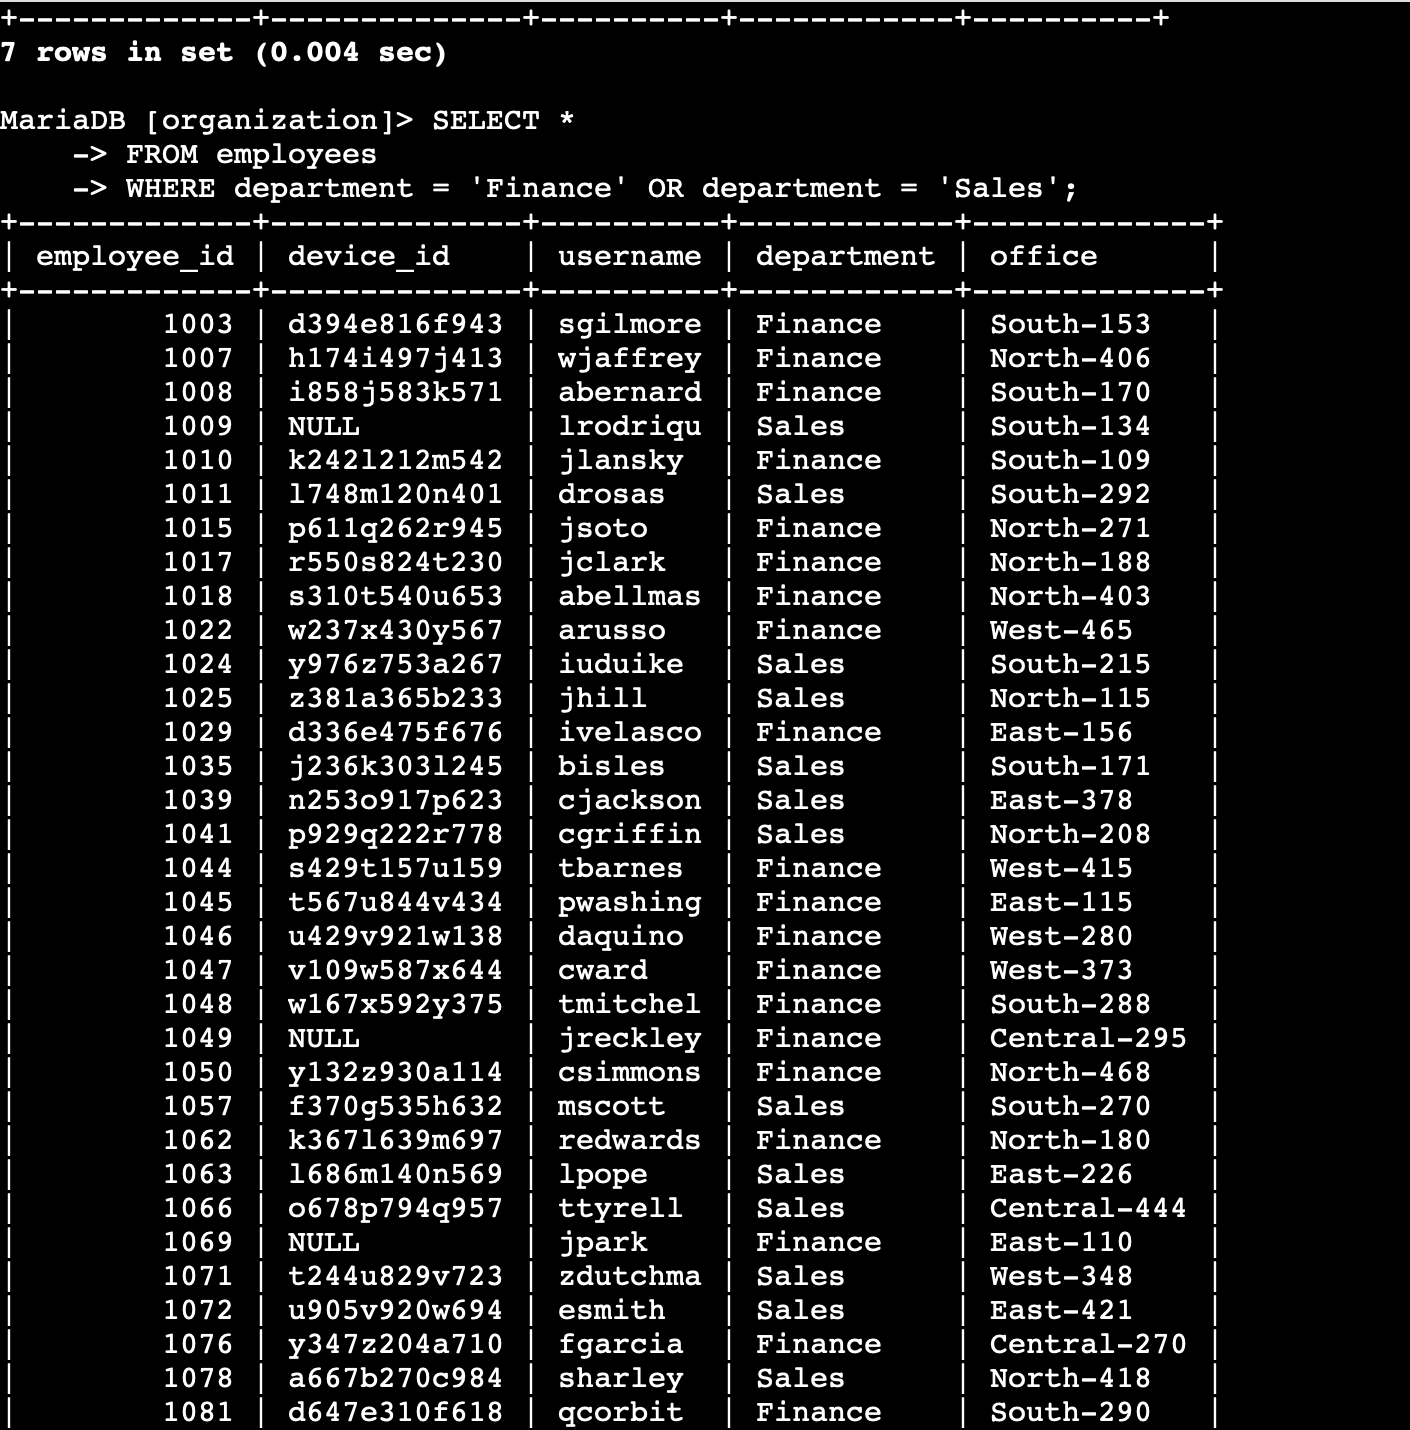 +-------------+--------------+----------+------------+----------+
7 rows in set (0.004 sec)
MariaDB [organization]> SELECT *
    -> FROM employees
    -> WHERE department = 'Finance' OR department = 'Sales';
+-------------+--------------+----------+------------+-------------+
| employee_id | device_id    | username | department | office      |
+-------------+--------------+----------+------------+-------------+
|        1003 | d394e816f943 | sgilmore | Finance    | South-153   |
|        1007 | h174i497j413 | wjaffrey | Finance    | North-406   |
|        1008 | i858j583k571 | abernard | Finance    | South-170   |
|        1009 | NULL         | lrodriqu | Sales      | South-134   |
|        1010 | k242l212m542 | jlansky  | Finance    | South-109   |
|        1011 | l748m120n401 | drosas   | Sales      | South-292   |
|        1015 | p611q262r945 | jsoto    | Finance    | North-271   |
|        1017 | r550s824t230 | jclark   | Finance    | North-188   |
|        1018 | s310t540u653 | abellmas | Finance    | North-403   |
|        1022 | w237x430y567 | arusso   | Finance    | West-465    |
|        1024 | y976z753a267 | iuduike  | Sales      | South-215   |
|        1025 | z381a365b233 | jhill    | Sales      | North-115   |
|        1029 | d336e475f676 | ivelasco | Finance    | East-156    |
|        1035 | j236k303l245 | bisles   | Sales      | South-171   |
|        1039 | n253o917p623 | cjackson | Sales      | East-378    |
|        1041 | p929q222r778 | cgriffin | Sales      | North-208   |
|        1044 | s429t157u159 | tbarnes  | Finance    | West-415    |
|        1045 | t567u844v434 | pwashing | Finance    | East-115    |
|        1046 | u429v921w138 | daquino  | Finance    | West-280    |
|        1047 | v109w587x644 | cward    | Finance    | West-373    |
|        1048 | w167x592y375 | tmitchel | Finance    | South-288   |
|        1049 | NULL         | jreckley | Finance    | Central-295 |
|        1050 | y132z930a114 | csimmons | Finance    | North-468   |
|        1057 | f370g535h632 | mscott   | Sales      | South-270   |
|        1062 | k367l639m697 | redwards | Finance    | North-180   |
|        1063 | l686m140n569 | lpope    | Sales      | East-226    |
|        1066 | o678p794q957 | ttyrell  | Sales      | Central-444 |
|        1069 | NULL         | jpark    | Finance    | East-110    |
|        1071 | t244u829v723 | zdutchma | Sales      | West-348    |
|        1072 | u905v920w694 | esmith   | Sales      | East-421    |
|        1076 | y347z204a710 | fgarcia  | Finance    | Central-270 |
|        1078 | a667b270c984 | sharley  | Sales      | North-418   |
|        1081 | d647e310f618 | qcorbit  | Finance    | South-290   |